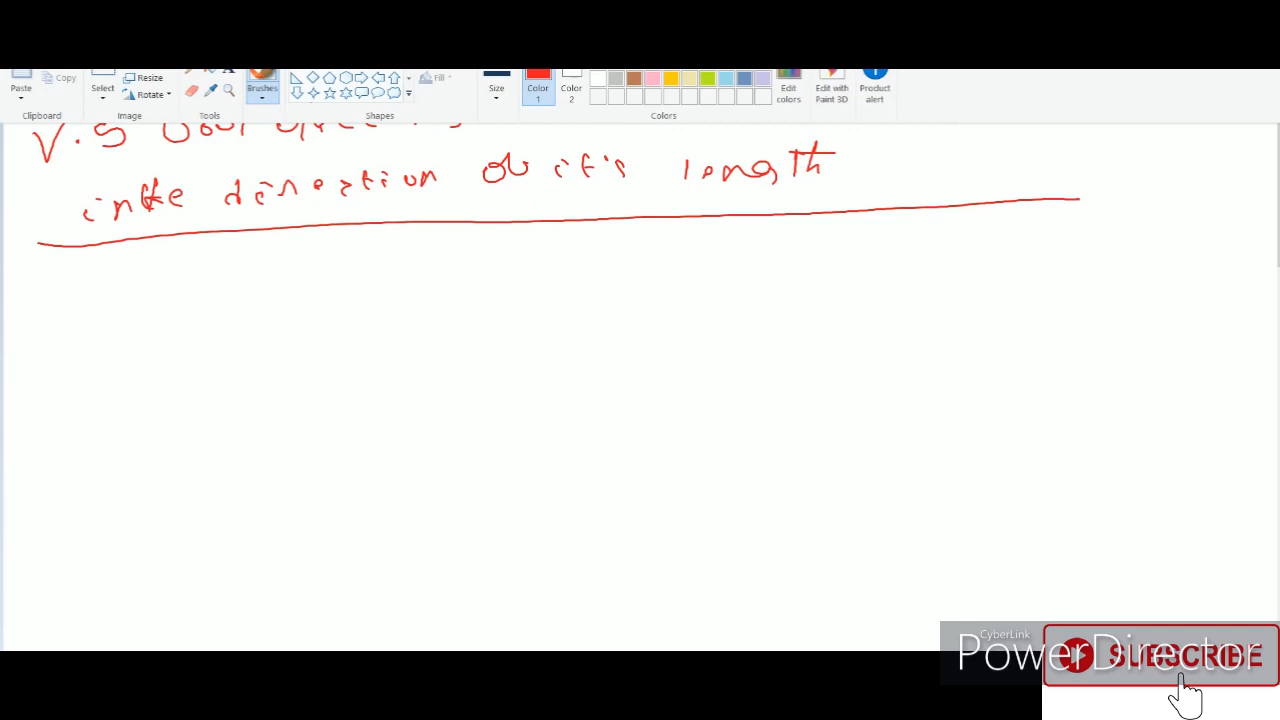 Paste
Copy
Select
Resize
Rotate
Brushes
Fill
Size
Color 1
Color 2
Edit colors
Edit with Paint 3D
Product alert
Clipboard
Image
Tools
Shapes
Colors
V.S
in the direction of it's length
CyberLink
PowerDirector
SUBSCRIBE